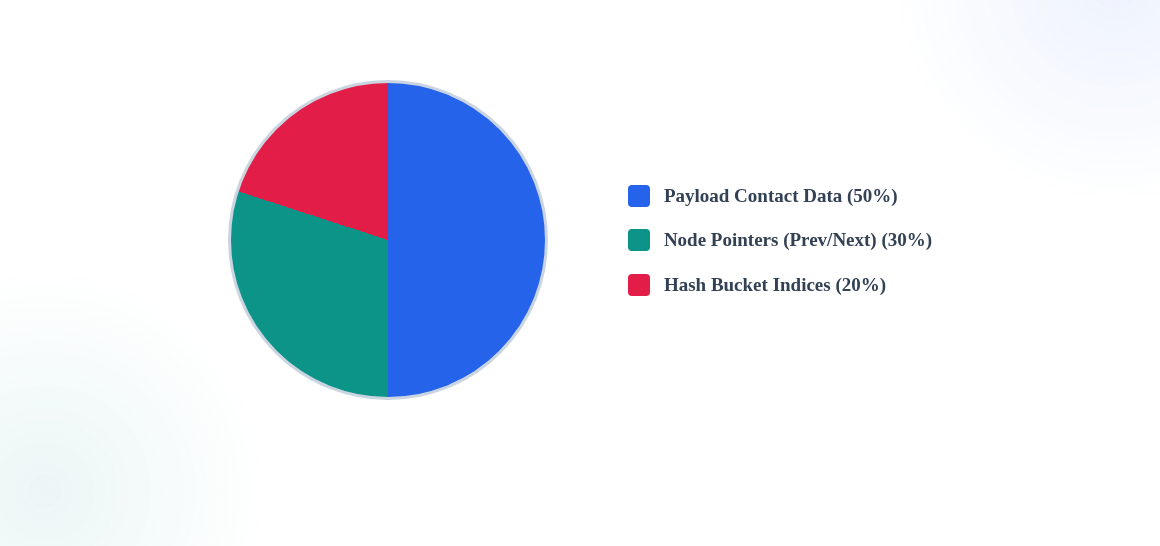 Payload Contact Data (50%)
Node Pointers (Prev/Next) (30%)
Hash Bucket Indices (20%)